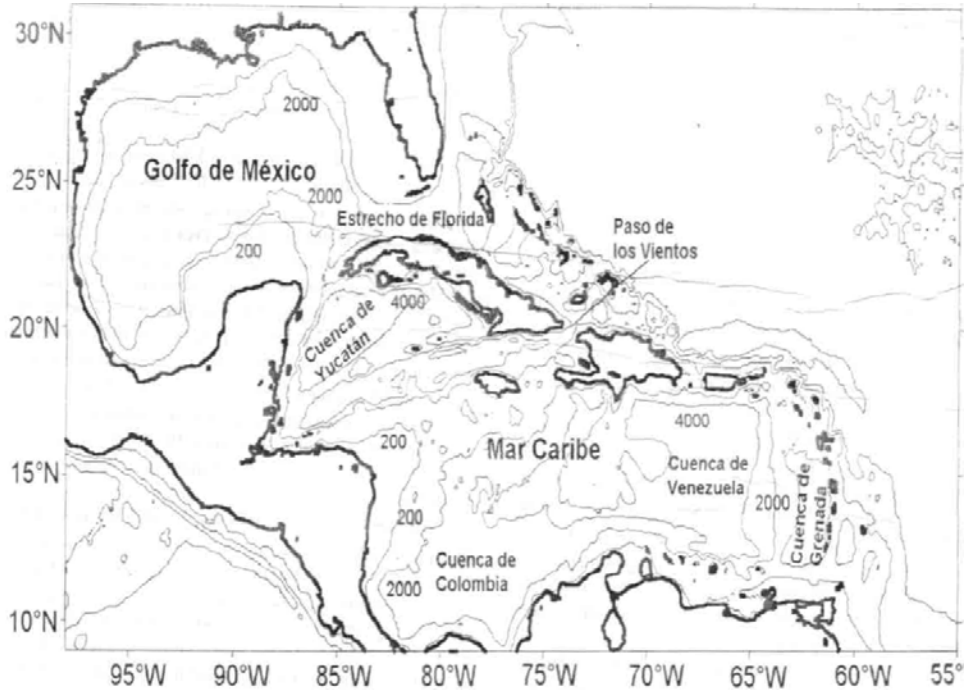 30°N
2000
Golfo de México
25°N
2000
Estrecho de Florida
Paso de
los Vientos
200
4000
20°N
Cuenca de
Yucatán
200
Mar Caribe
4000
15°N
Cuenca de
Venezuela
2000
Cuenca de
Grenada
200
Cuenca de
Colombia
2000
10°N
95°W
90°W
85°W
80°W
75°W
70°W
65°W
60°W
55°